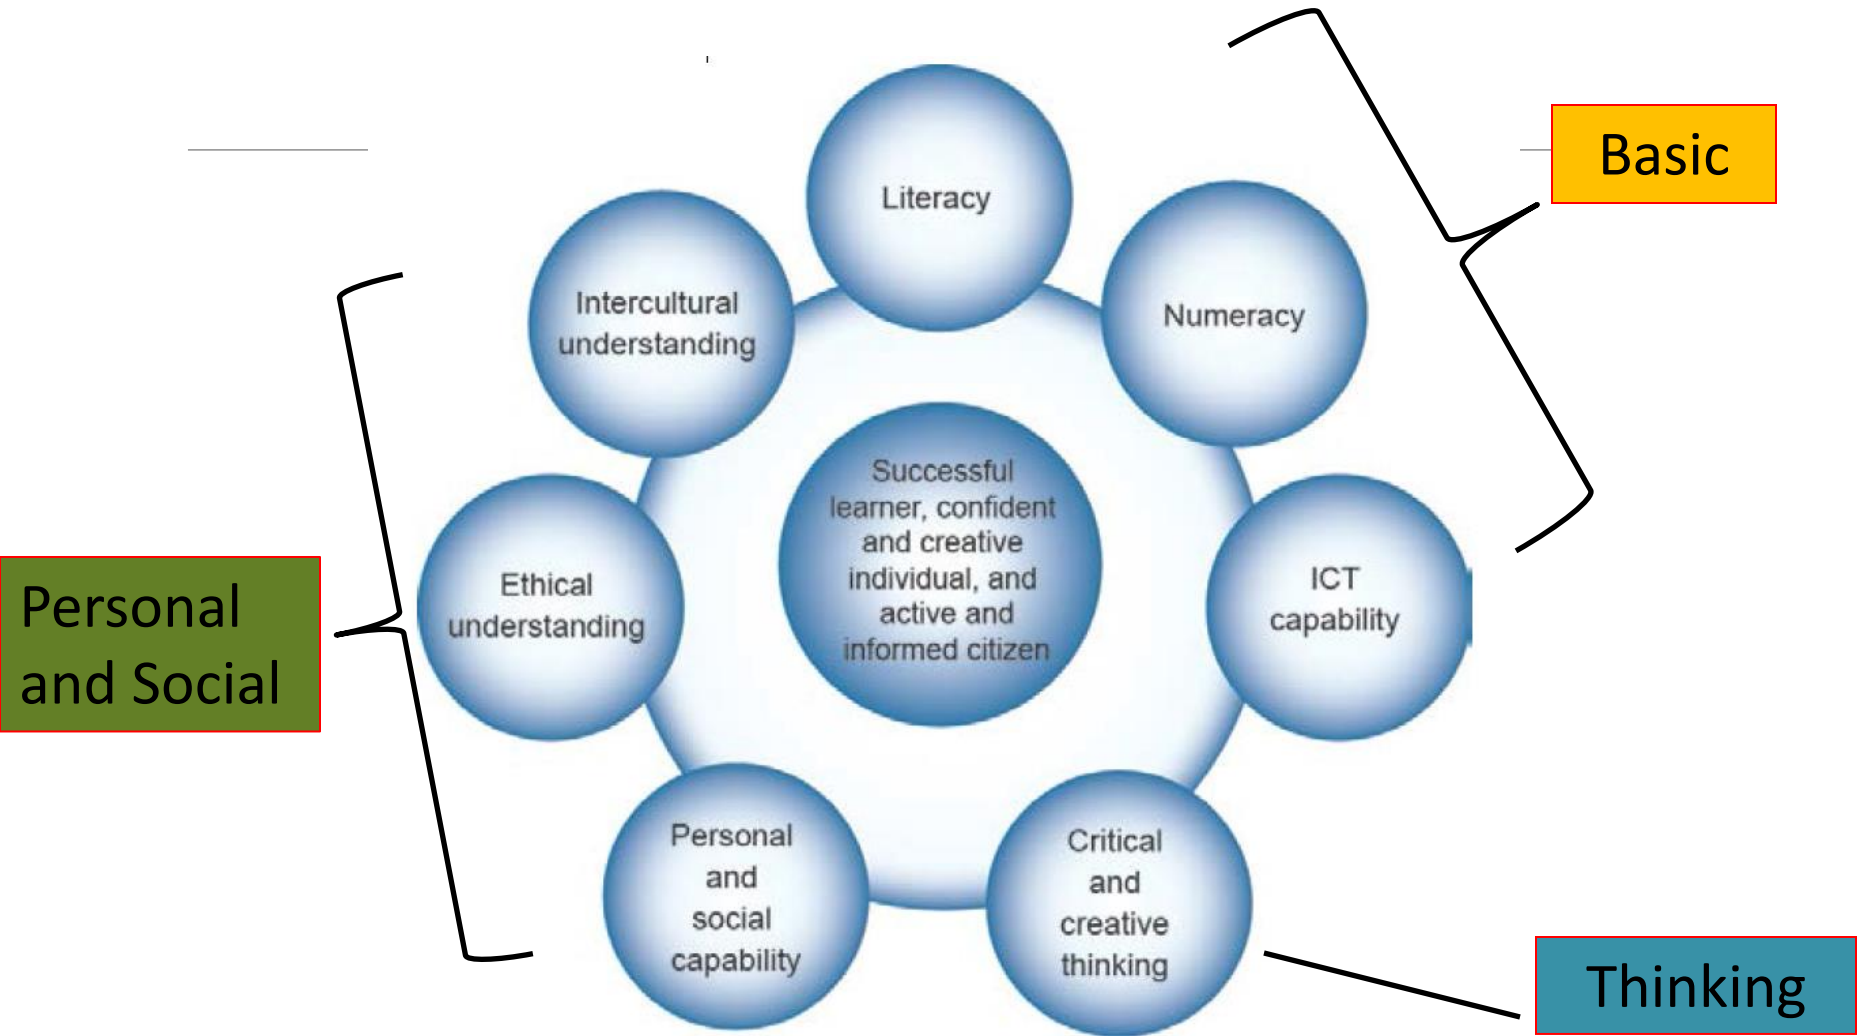 Literacy
Basic
Numeracy
Intercultural
understanding
Successful
learner, confident
and creative
individual, and
active and
informed citizen
ICT
capability
Ethical
understanding
Personal
and Social
Personal
and
social
capability
Critical
and
creative
thinking
Thinking